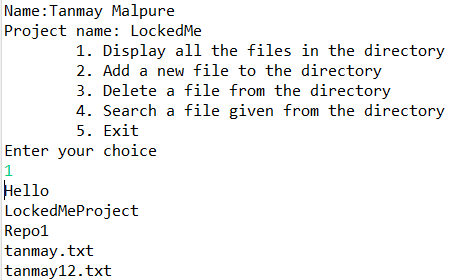 Name:Tanmay Malpure
Project name: LockedMe
1. Display all the files in the directory
2. Add a new file to the directory
3. Delete a file from the directory
4. Search a file given from the directory
5. Exit
Enter your choice
1
Hello
LockedMeProject
Repo1
tanmay.txt
tanmay12.txt